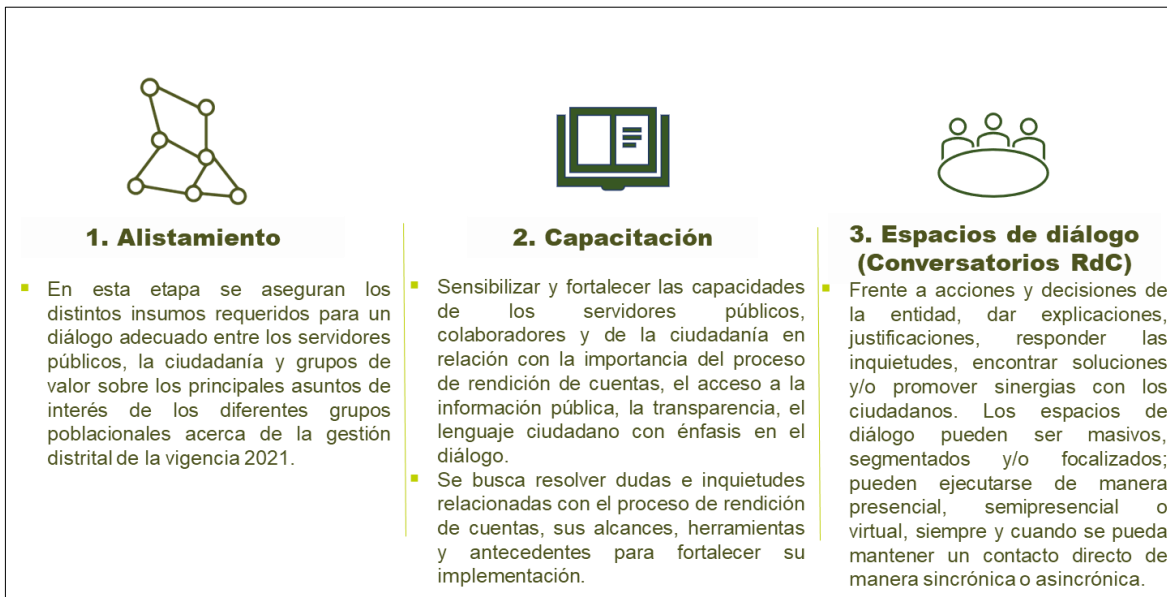 1. Alistamiento
En esta etapa se aseguran los
distintos insumos requeridos para un
diálogo adecuado entre los servidores
públicos, la ciudadanía y grupos de
valor sobre los principales asuntos de
interés de los diferentes grupos
poblacionales acerca de la gestión
distrital de la vigencia 2021.
2. Capacitación
Sensibilizar y fortalecer las capacidades
de los servidores públicos,
colaboradores y de la ciudadanía en
relación con la importancia del proceso
de rendición de cuentas, el acceso a la
información pública, la transparencia, el
lenguaje ciudadano con énfasis en el
diálogo.
Se busca resolver dudas e inquietudes
relacionadas con el proceso de rendición
de cuentas, sus alcances, herramientas
y antecedentes para fortalecer su
implementación.
3. Espacios de diálogo
(Conversatorios RdC)
Frente a acciones y decisiones de
la entidad, dar explicaciones,
justificaciones, responder las
inquietudes, encontrar soluciones
y/o promover sinergias con los
ciudadanos. Los espacios de
diálogo pueden ser masivos,
segmentados y/o focalizados;
pueden ejecutarse de manera
presencial, semipresencial o
virtual, siempre y cuando se pueda
mantener un contacto directo de
manera sincrónica o asincrónica.